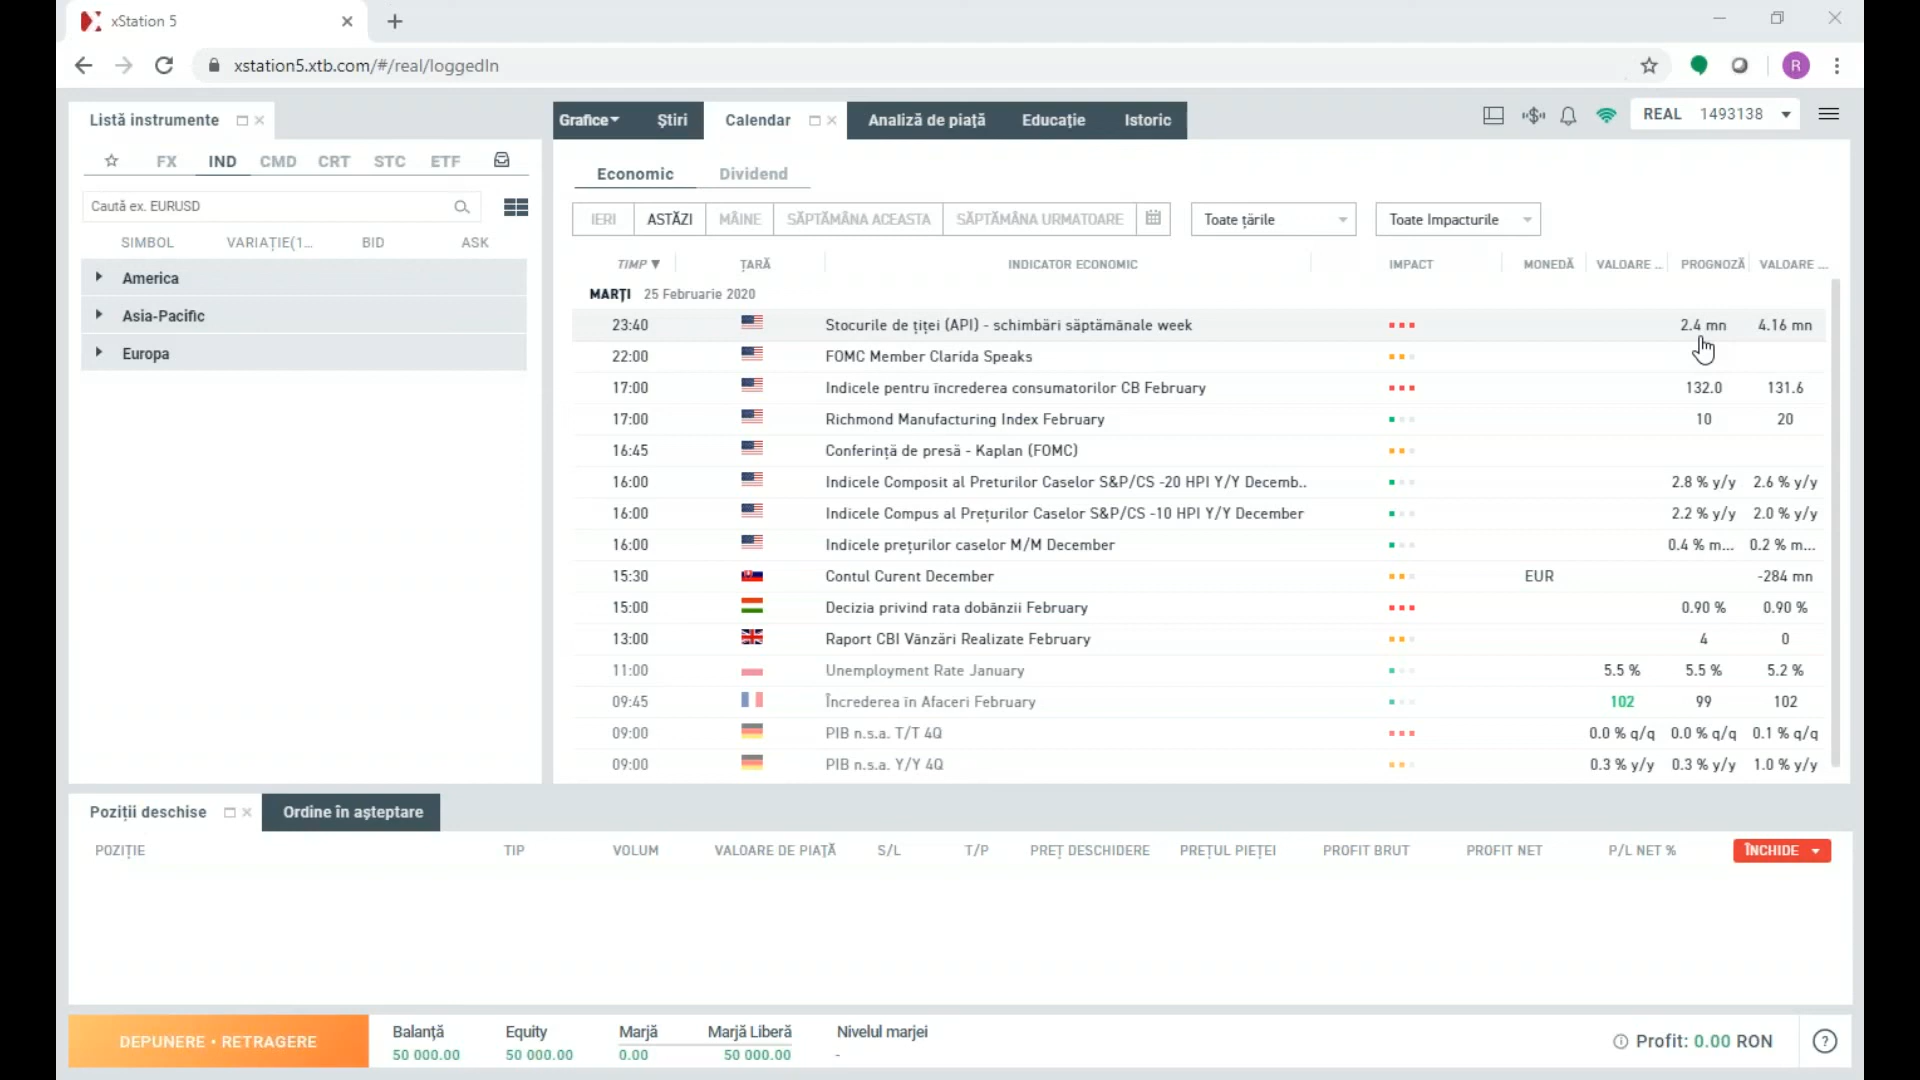 xStation 5
xstation5.xtb.com/#/real/loggedIn
R
Listă instrumente
Grafice Știri Calendar Analiză de piață Educație Istoric
REAL 1493138
FX IND CMD CRT STC ETF
Economic Dividend
Caută ex. EURUSD
IERI ASTĂZI MÂINE SĂPTĂMÂNA ACEASTA SĂPTĂMÂNA URMATOARE Toate țările Toate Impacturile
SIMBOL VARIAȚIE(1... BID ASK
TIMP ▼ ȚARĂ INDICATOR ECONOMIC IMPACT MONEDĂ VALOARE ... PROGNOZĂ VALOARE ...
America
Asia-Pacific
Europa
MARȚI 25 Februarie 2020
23:40 Stocurile de țiței (API) - schimbări săptămânale week 2.4 mn 4.16 mn
22:00 FOMC Member Clarida Speaks
17:00 Indicele pentru încrederea consumatorilor CB February 132.0 131.6
17:00 Richmond Manufacturing Index February 10 20
16:45 Conferință de presă - Kaplan (FOMC)
16:00 Indicele Composit al Preturilor Caselor S&P/CS -20 HPI Y/Y Decemb.. 2.8 % y/y 2.6 % y/y
16:00 Indicele Compus al Prețurilor Caselor S&P/CS -10 HPI Y/Y December 2.2 % y/y 2.0 % y/y
16:00 Indicele prețurilor caselor M/M December 0.4 % m... 0.2 % m...
15:30 Contul Curent December EUR -284 mn
15:00 Decizia privind rata dobânzii February 0.90 % 0.90 %
13:00 Raport CBI Vânzări Realizate February 4 0
11:00 Unemployment Rate January 5.5 % 5.5 % 5.2 %
09:45 Încrederea în Afaceri February 102 99 102
09:00 PIB n.s.a. T/T 4Q 0.0 % q/q 0.0 % q/q 0.1 % q/q
09:00 PIB n.s.a. Y/Y 4Q 0.3 % y/y 0.3 % y/y 1.0 % y/y
Poziții deschise Ordine în așteptare
POZIȚIE TIP VOLUM VALOARE DE PIAȚĂ S/L T/P PREȚ DESCHIDERE PREȚUL PIEȚEI PROFIT BRUT PROFIT NET P/L NET % ÎNCHIDE
DEPUNERE • RETRAGERE
Balanță Equity Marjă Marjă Liberă Nivelul marjei
50 000.00 50 000.00 0.00 50 000.00 -
Profit: 0.00 RON
?